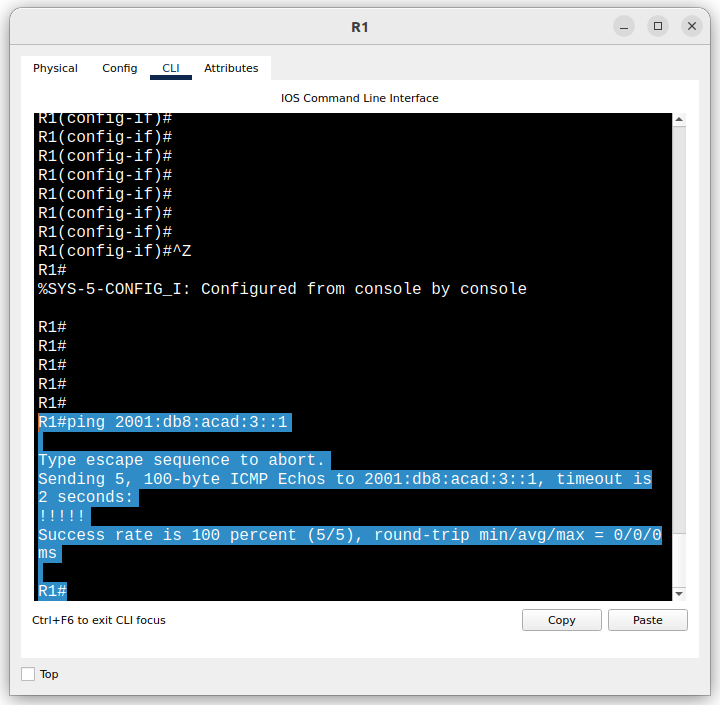 R1
Physical Config CLI Attributes
IOS Command Line Interface
R1(config-if)#
R1(config-if)#
R1(config-if)#
R1(config-if)#
R1(config-if)#
R1(config-if)#
R1(config-if)#
R1(config-if)#^Z
R1#
%SYS-5-CONFIG_I: Configured from console by console
R1#
R1#
R1#
R1#
R1#
R1#ping 2001:db8:acad:3::1
Type escape sequence to abort.
Sending 5, 100-byte ICMP Echos to 2001:db8:acad:3::1, timeout is
2 seconds:
!!!!!
Success rate is 100 percent (5/5), round-trip min/avg/max = 0/0/0
ms
R1#
Ctrl+F6 to exit CLI focus
Copy Paste
Top